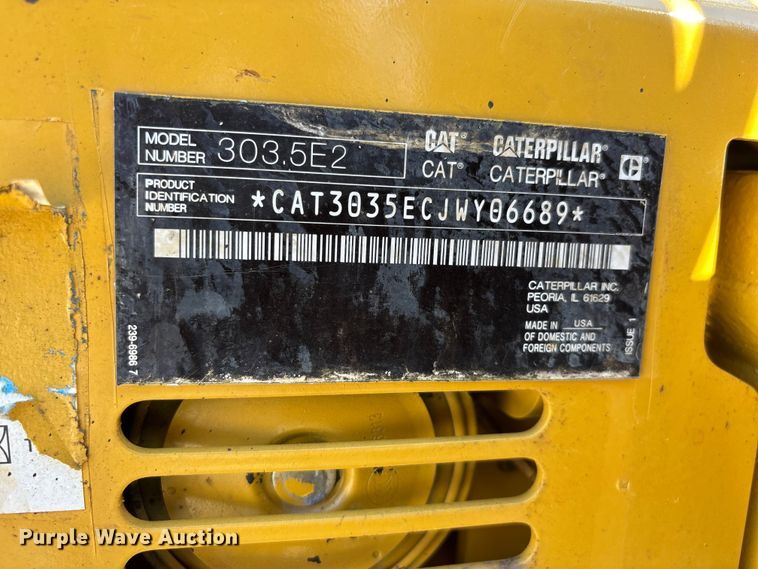 MODEL
NUMBER 303.5E2
CAT® CATERPILLAR®
CAT® CATERPILLAR®
C®
PRODUCT
IDENTIFICATION
NUMBER
*CAT3035ECJWY06689*
CATERPILLAR INC.
PEORIA, IL 61629
USA
MADE IN USA
OF DOMESTIC AND
FOREIGN COMPONENTS
ISSUE 1
239-6986 7
Purple Wave Auction®